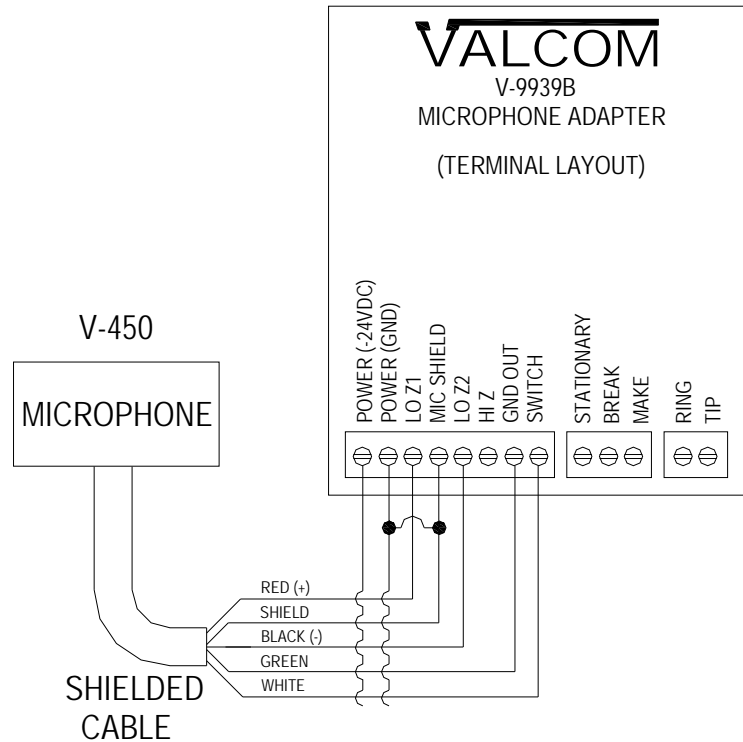 VALCOM
V-9939B
MICROPHONE ADAPTER
(TERMINAL LAYOUT)
V-450
MICROPHONE
POWER (-24VDC)
POWER (GND)
LO Z1
MIC SHIELD
LO Z2
HI Z
GND OUT
SWITCH
STATIONARY
BREAK
MAKE
RING
TIP
RED (+)
SHIELD
BLACK (-)
GREEN
WHITE
SHIELDED
CABLE